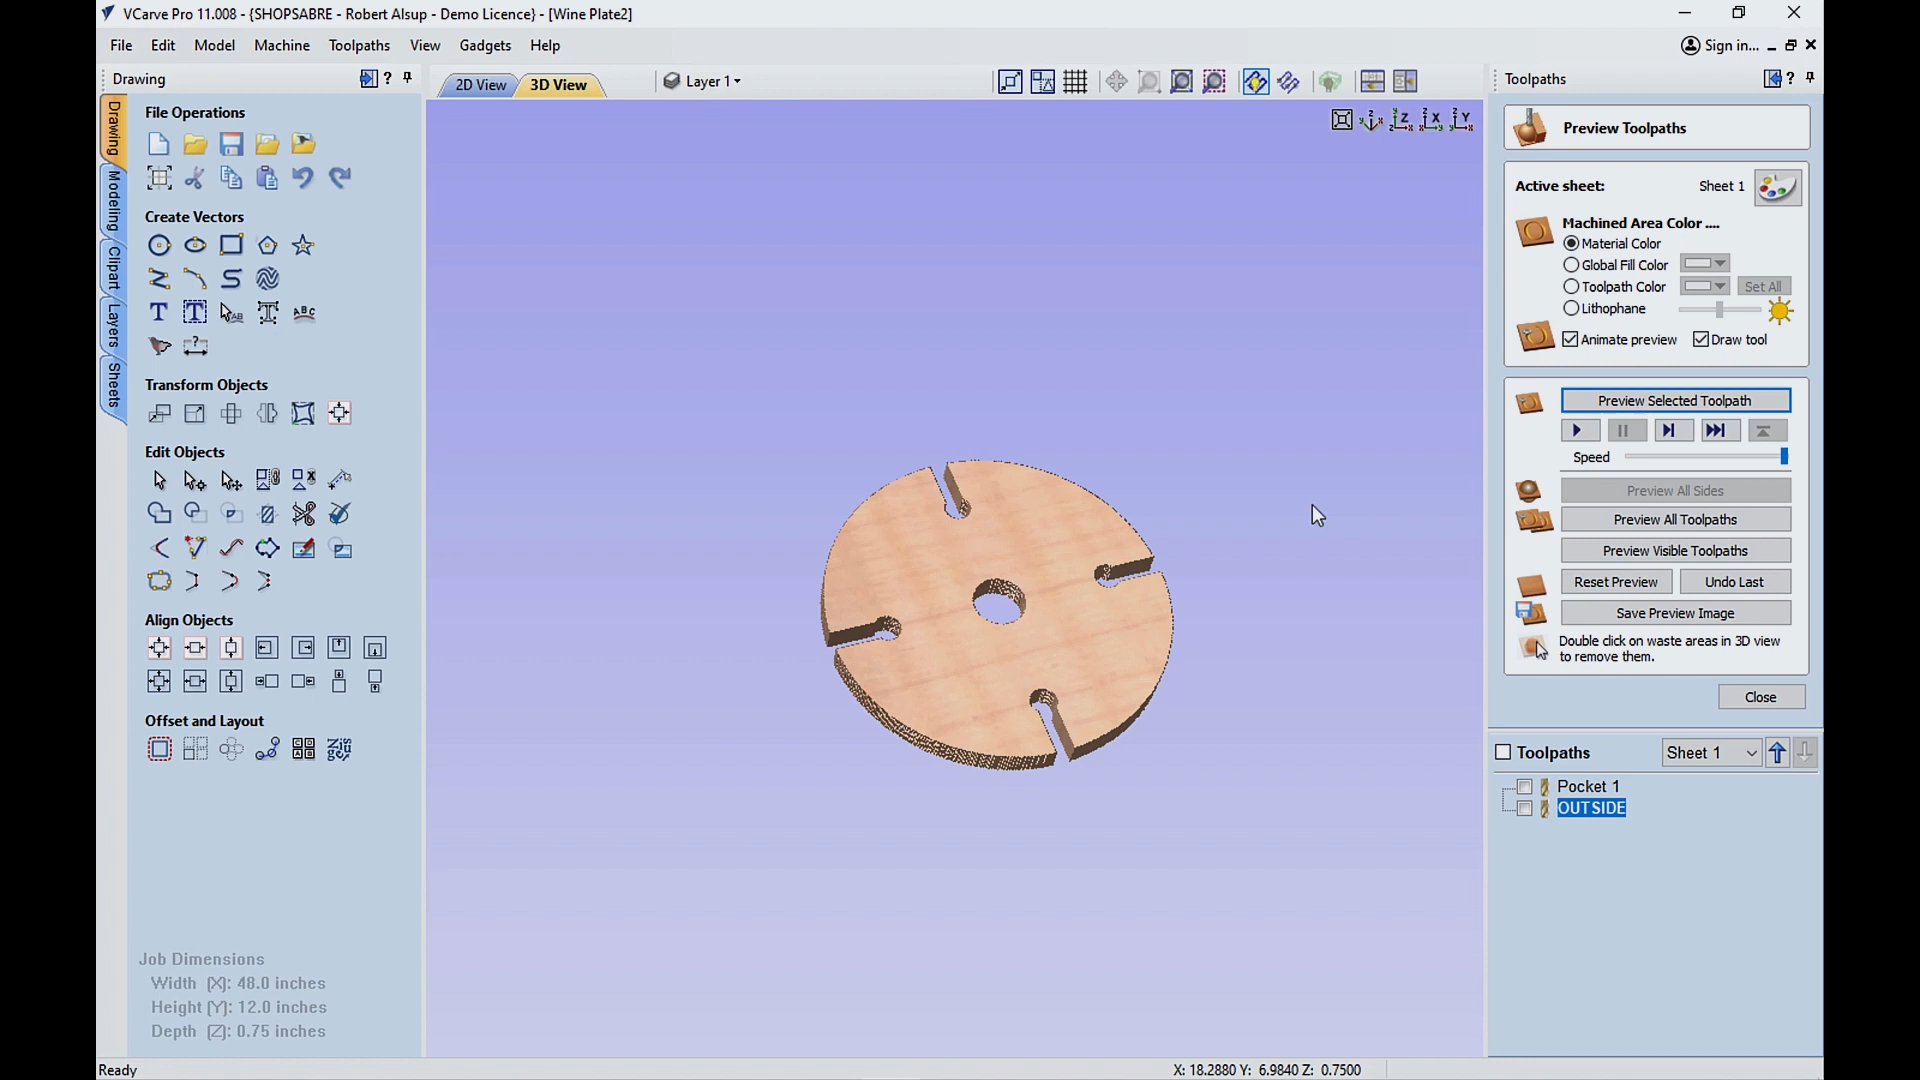 VCarve Pro 11.008 - {SHOPSABRE - Robert Alsup - Demo Licence} - [Wine Plate2]
File Edit Model Machine Toolpaths View Gadgets Help
Sign in...
Drawing
2D View
3D View
Layer 1
Toolpaths
Drawing
Modeling
Clipart
Layers
Sheets
File Operations
Create Vectors
Transform Objects
Edit Objects
Align Objects
Offset and Layout
Job Dimensions
Width (X): 48.0 inches
Height (Y): 12.0 inches
Depth (Z): 0.75 inches
Preview Toolpaths
Active sheet: Sheet 1
Machined Area Color ....
Material Color
Global Fill Color
Toolpath Color
Set All
Lithophane
Animate preview
Draw tool
Preview Selected Toolpath
Speed
Preview All Sides
Preview All Toolpaths
Preview Visible Toolpaths
Reset Preview
Undo Last
Save Preview Image
Double click on waste areas in 3D view
to remove them.
Close
Toolpaths
Sheet 1
Pocket 1
OUTSIDE
Ready
X: 18.2880 Y: 6.9840 Z: 0.7500